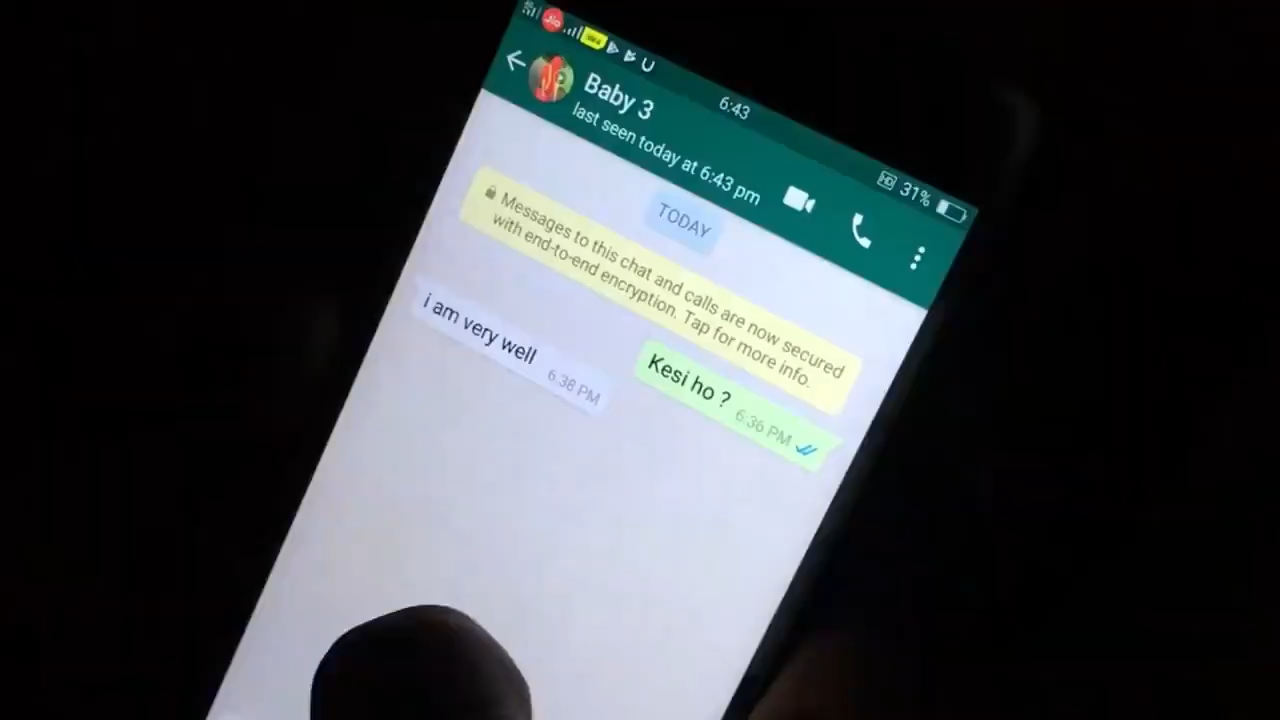 Jio
6:43
31%
Baby 3
last seen today at 6:43 pm
TODAY
Messages to this chat and calls are now secured
with end-to-end encryption. Tap for more info.
Kesi ho ? 6:36 PM
i am very well 6:38 PM